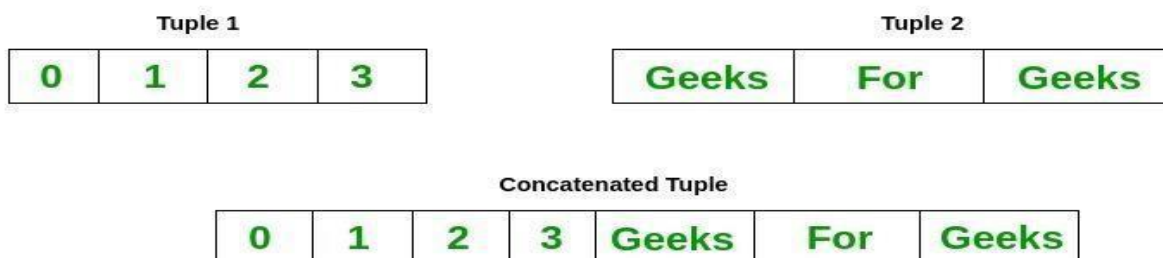 Tuple 1 Tuple 2
0 1 2 3 Geeks For Geeks
Concatenated Tuple
0 1 2 3 Geeks For Geeks